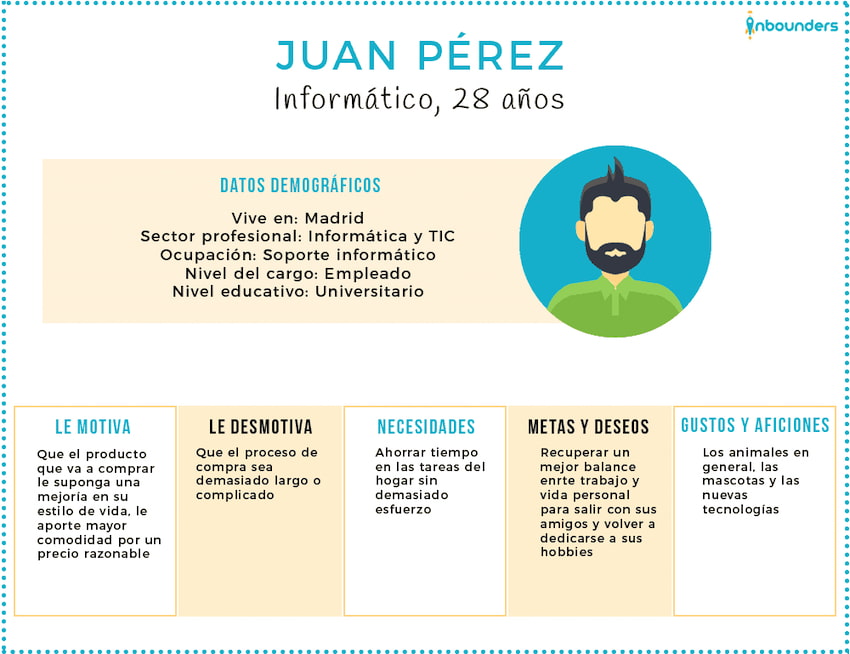 inbounders
JUAN PÉREZ
Informático, 28 años
DATOS DEMOGRÁFICOS
Vive en: Madrid
Sector profesional: Informática y TIC
Ocupación: Soporte informático
Nivel del cargo: Empleado
Nivel educativo: Universitario
LE MOTIVA
Que el producto
que va a comprar
le suponga una
mejoría en su
estilo de vida, le
aporte mayor
comodidad por un
precio razonable
LE DESMOTIVA
Que el proceso de
compra sea
demasiado largo o
complicado
NECESIDADES
Ahorrar tiempo
en las tareas del
hogar sin
demasiado
esfuerzo
METAS Y DESEOS
Recuperar un
mejor balance
enrte trabajo y
vida personal
para salir con sus
amigos y volver a
dedicarse a sus
hobbies
GUSTOS Y AFICIONES
Los animales en
general, las
mascotas y las
nuevas
tecnologías